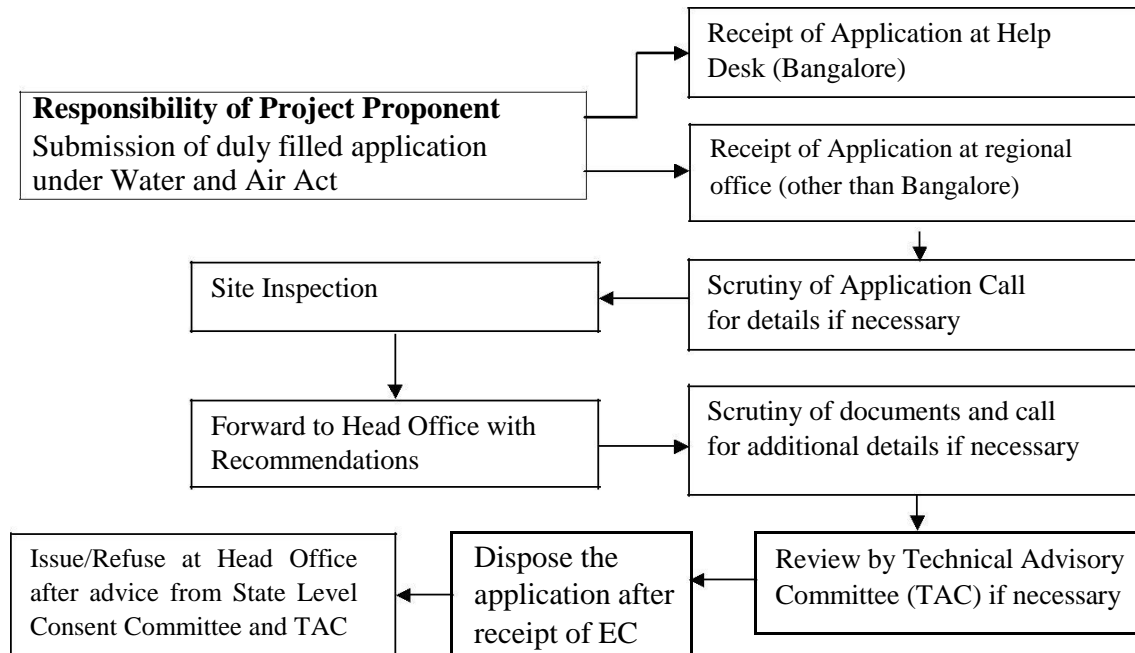 Receipt of Application at Help
Desk (Bangalore)
Responsibility of Project Proponent
Submission of duly filled application
under Water and Air Act
Receipt of Application at regional
office (other than Bangalore)
Site Inspection
Scrutiny of Application Call
for details if necessary
Forward to Head Office with
Recommendations
Scrutiny of documents and call
for additional details if necessary
Issue/Refuse at Head Office
after advice from State Level
Consent Committee and TAC
Dispose the
application after
receipt of EC
Review by Technical Advisory
Committee (TAC) if necessary